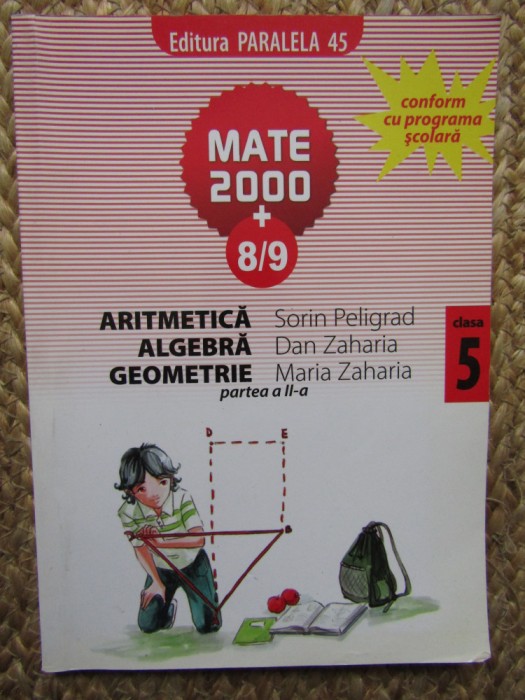 Editura PARALELA 45
conform
cu programa
şcolară
MATE
2000
+
8/9
ARITMETICĂ Sorin Peligrad
ALGEBRĂ Dan Zaharia
GEOMETRIE Maria Zaharia
partea a II-a
clasa
5
D E